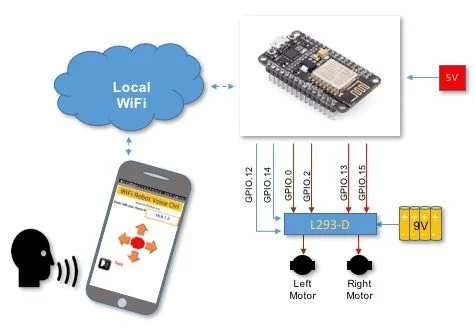 Local
WiFi
5V
GPIO.12
GPIO.14
GPIO.0
GPIO.2
GPIO.13
GPIO.15
L293-D
9V
Left
Motor
Right
Motor
WiFi Robot Voice Ctrl
Text